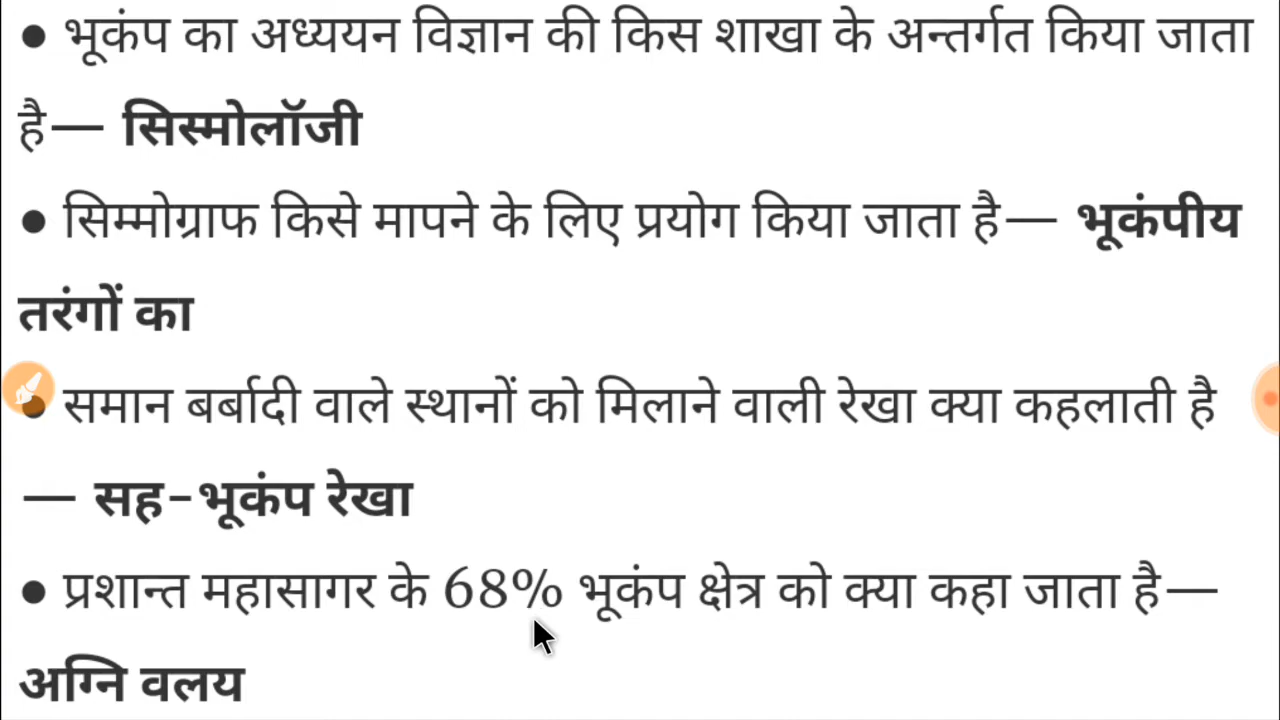 ● भूकंप का अध्ययन विज्ञान की किस शाखा के अन्तर्गत किया जाता
है— सिस्मोलॉजी
● सिम्मोग्राफ किसे मापने के लिए प्रयोग किया जाता है— भूकंपीय
तरंगों का
● समान बर्बादी वाले स्थानों को मिलाने वाली रेखा क्या कहलाती है
— सह-भूकंप रेखा
● प्रशान्त महासागर के 68% भूकंप क्षेत्र को क्या कहा जाता है—
अग्नि वलय